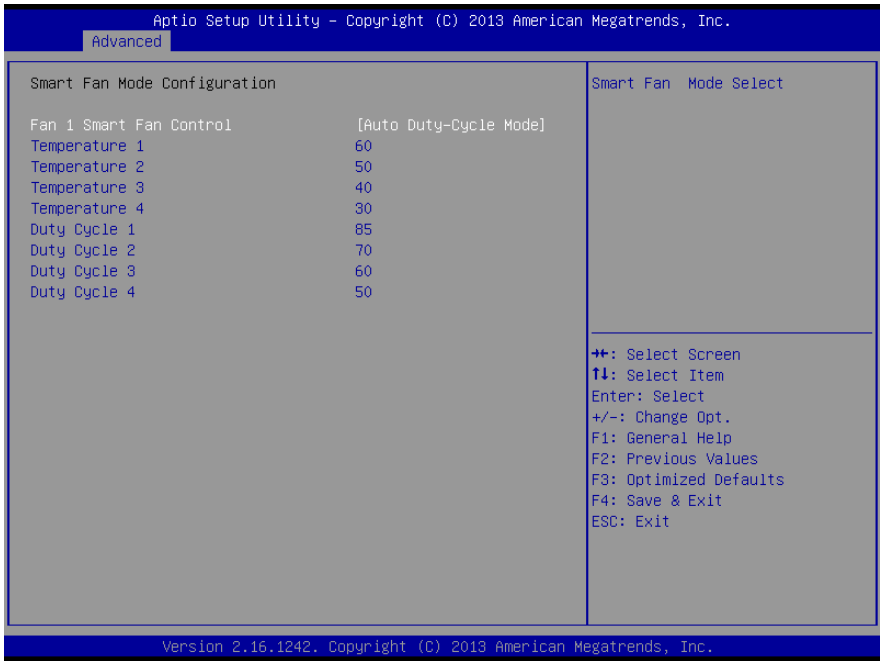 Aptio Setup Utility – Copyright (C) 2013 American Megatrends, Inc.
Advanced
Smart Fan Mode Configuration
Fan 1 Smart Fan Control [Auto Duty-Cycle Mode]
Temperature 1 60
Temperature 2 50
Temperature 3 40
Temperature 4 30
Duty Cycle 1 85
Duty Cycle 2 70
Duty Cycle 3 60
Duty Cycle 4 50
Smart Fan  Mode Select
→←: Select Screen
↑↓: Select Item
Enter: Select
+/-: Change Opt.
F1: General Help
F2: Previous Values
F3: Optimized Defaults
F4: Save & Exit
ESC: Exit
Version 2.16.1242. Copyright (C) 2013 American Megatrends, Inc.